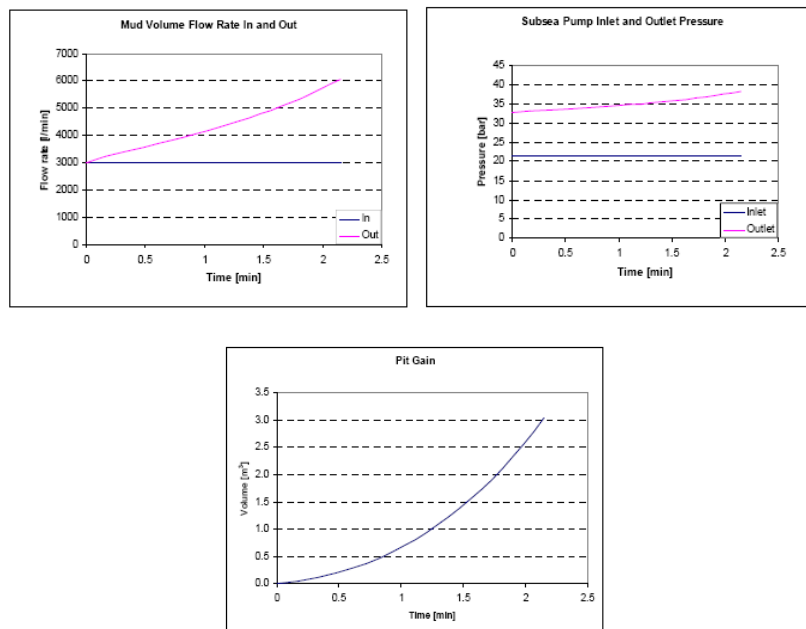 Mud Volume Flow Rate In and Out
7000
6000
5000
4000
3000
2000
1000
0
Flow rate [l/min]
0 0.5 1 1.5 2 2.5
Time [min]
In
Out
Subsea Pump Inlet and Outlet Pressure
45
40
35
30
25
20
15
10
5
0
Pressure [bar]
0 0.5 1 1.5 2 2.5
Time [min]
Inlet
Outlet
Pit Gain
3.5
3.0
2.5
2.0
1.5
1.0
0.5
0.0
Volume [m³]
0 0.5 1 1.5 2 2.5
Time [min]